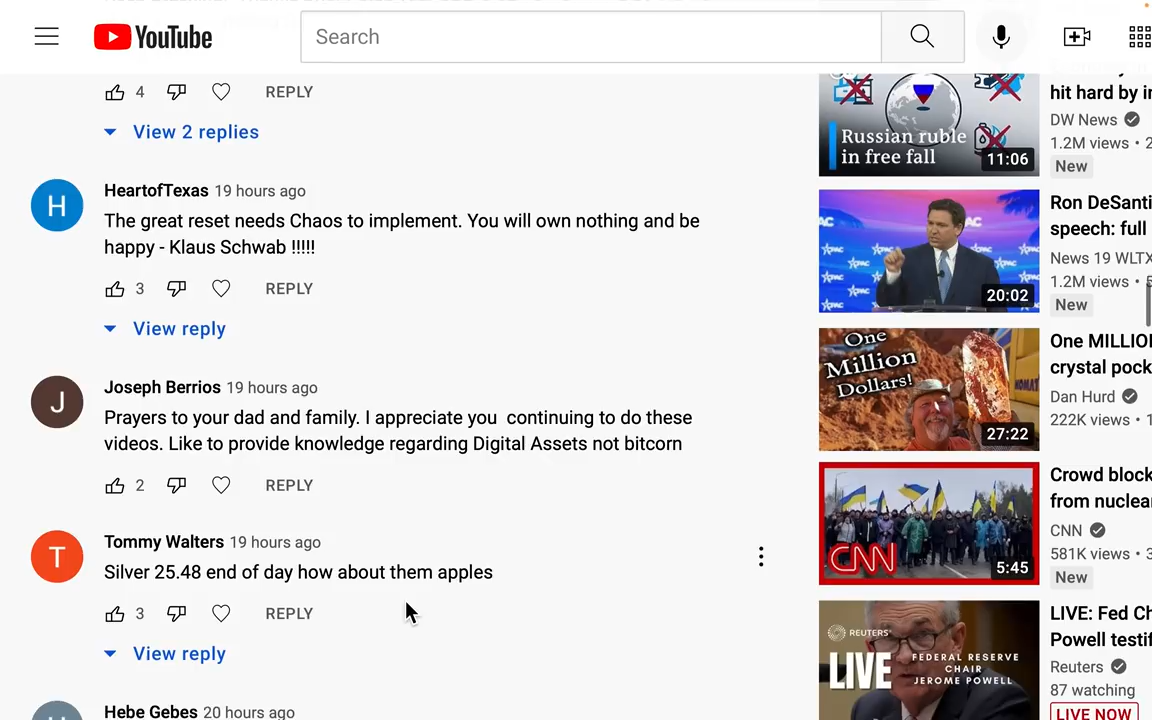 YouTube
Search
4
REPLY
View 2 replies
H
HeartofTexas 19 hours ago
The great reset needs Chaos to implement. You will own nothing and be
happy - Klaus Schwab !!!!!
3
REPLY
View reply
J
Joseph Berrios 19 hours ago
Prayers to your dad and family. I appreciate you  continuing to do these
videos. Like to provide knowledge regarding Digital Assets not bitcorn
2
REPLY
T
Tommy Walters 19 hours ago
Silver 25.48 end of day how about them apples
3
REPLY
View reply
Hebe Gebes 20 hours ago
Russian ruble
in free fall
11:06
hit hard by
DW News
1.2M views •
New
20:02
Ron DeSanti
speech: full
News 19 WLTX
1.2M views •
New
One
Million
Dollars!
27:22
One MILLIO
crystal pock
Dan Hurd
222K views •
CNN
5:45
Crowd block
from nuclea
CNN
581K views •
New
REUTERS
LIVE
FEDERAL RESERVE
CHAIR
JEROME POWELL
LIVE: Fed Ch
Powell testif
Reuters
87 watching
LIVE NOW